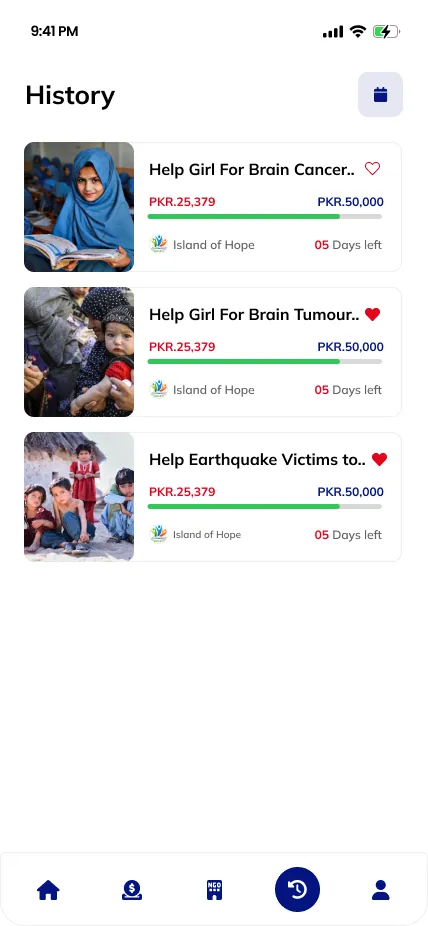 9:41 PM
History
Help Girl For Brain Cancer..
PKR.25,379 PKR.50,000
Island of Hope 05 Days left
Help Girl For Brain Tumour..
PKR.25,379 PKR.50,000
Island of Hope 05 Days left
Help Earthquake Victims to..
PKR.25,379 PKR.50,000
Island of Hope 05 Days left
$ NGO